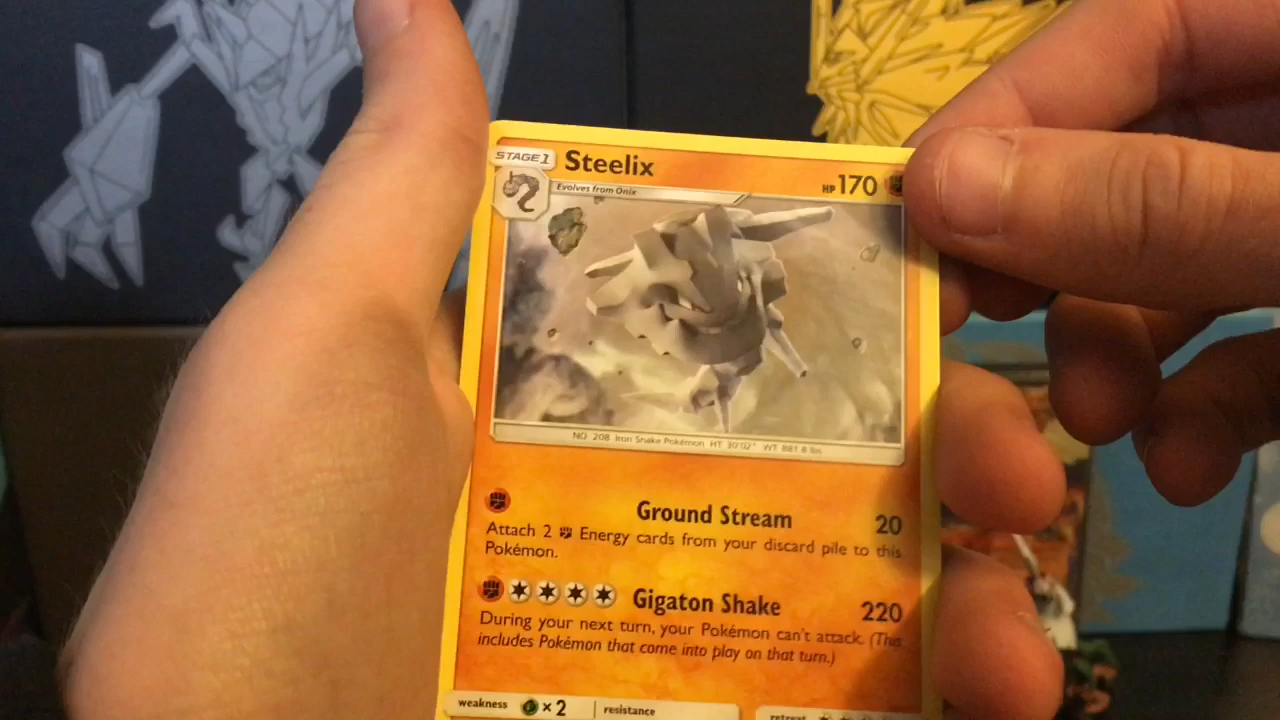 STAGE 1 Steelix HP 170
Evolves from Onix
NO. 208 Iron Snake Pokémon HT 30'02" WT 881.8 lbs
Ground Stream 20
Attach 2 Energy cards from your discard pile to this
Pokémon.
Gigaton Shake 220
During your next turn, your Pokémon can't attack. (This
includes Pokémon that come into play on that turn.)
weakness ×2 resistance retreat